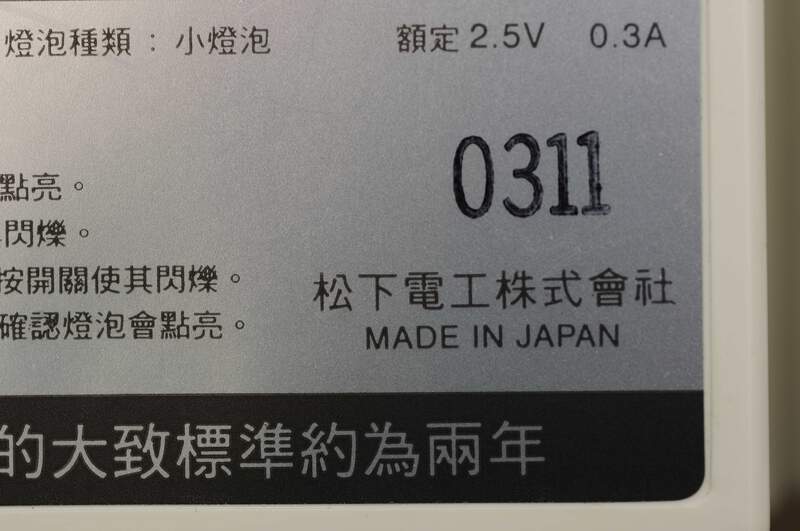 燈泡種類：小燈泡 額定 2.5V 0.3A
0311
點亮。
其閃爍。
按開關使其閃爍。
確認燈泡會點亮。
松下電工株式會社
MADE IN JAPAN
的大致標準約為兩年